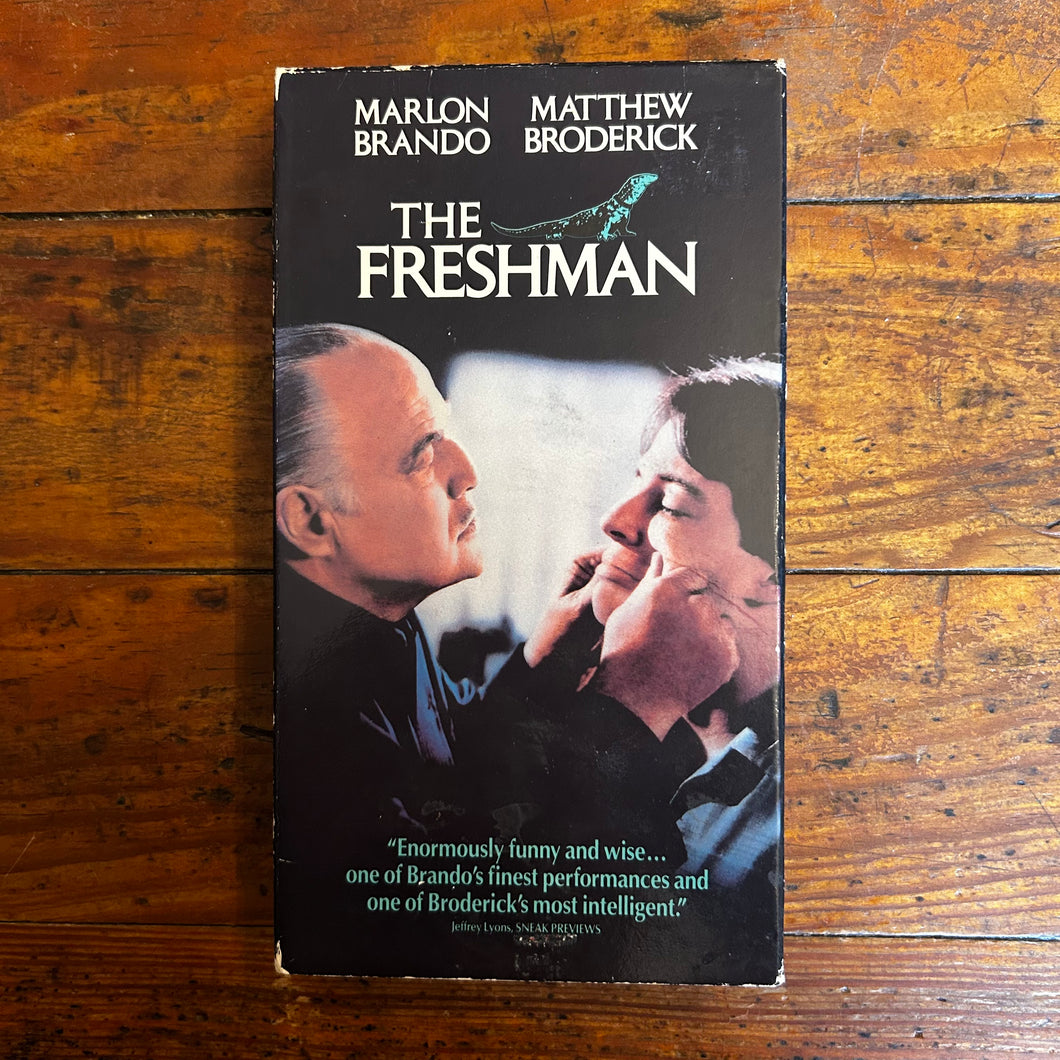 MARLON MATTHEW
BRANDO BRODERICK
THE
FRESHMAN
“Enormously funny and wise...
one of Brando's finest performances and
one of Broderick's most intelligent.”
Jeffrey Lyons, SNEAK PREVIEWS